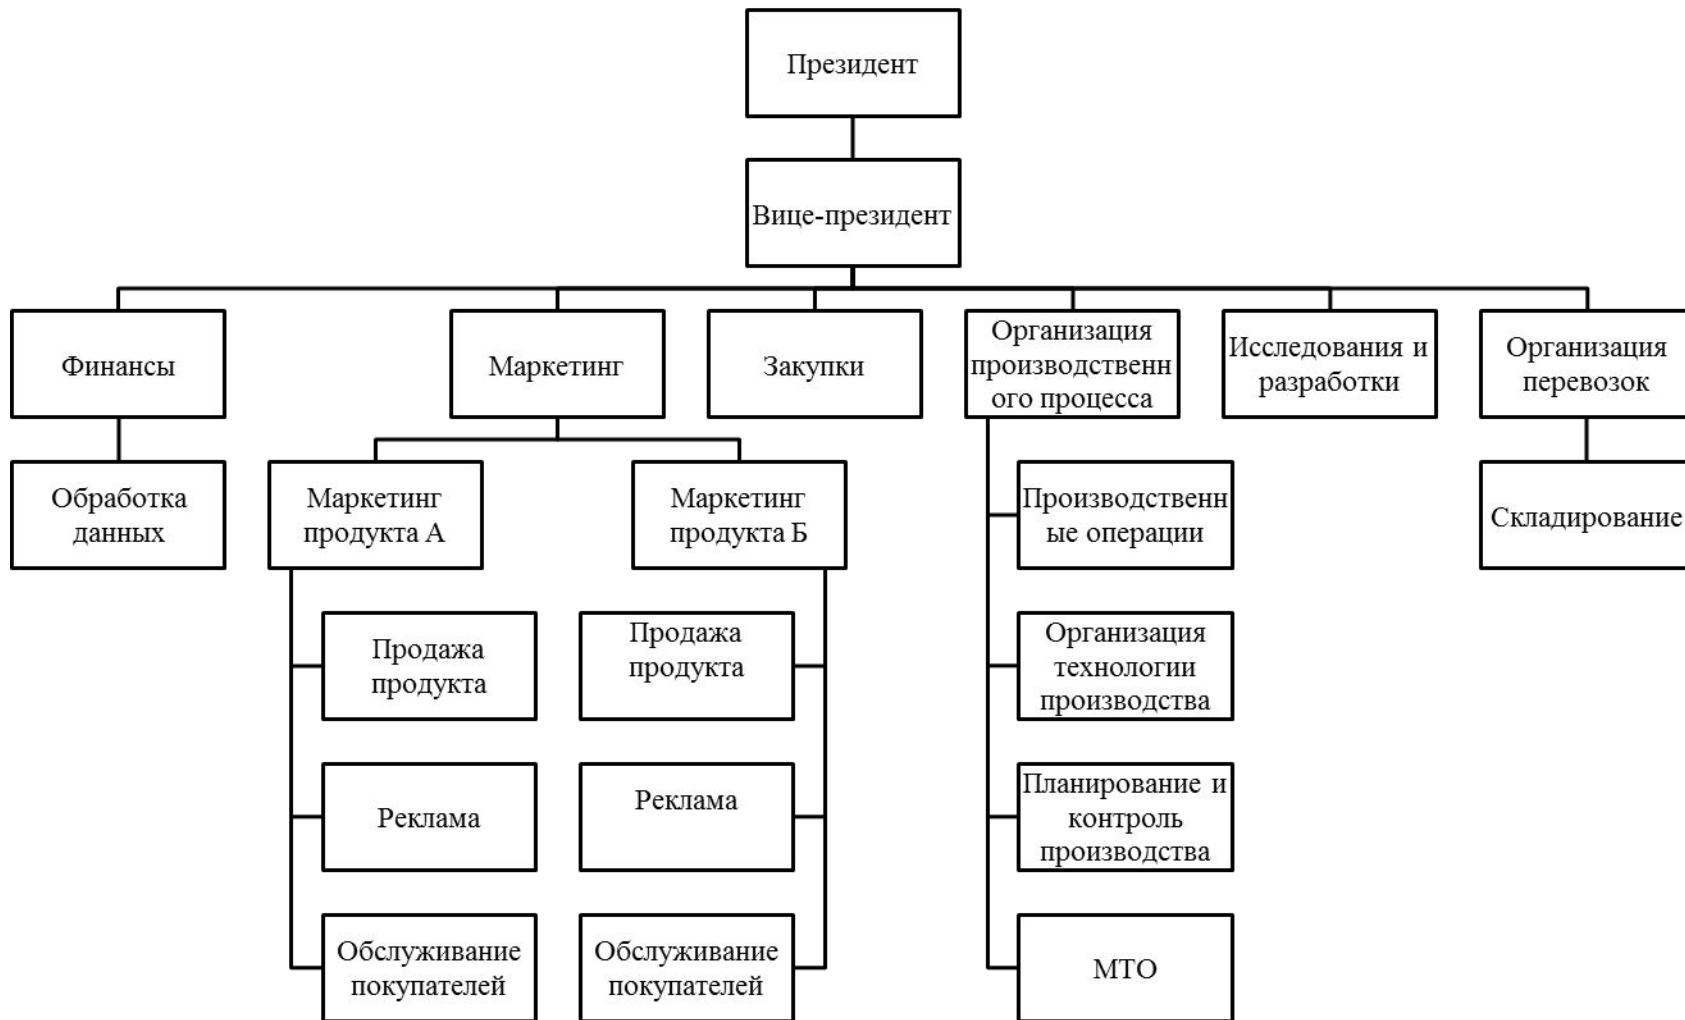 Президент
Вице-президент
Финансы
Маркетинг
Закупки
Организация
производственн
ого процесса
Исследования и
разработки
Организация
перевозок
Обработка
данных
Маркетинг
продукта А
Маркетинг
продукта Б
Производственн
ые операции
Складирование
Продажа
продукта
Продажа
продукта
Организация
технологии
производства
Реклама
Реклама
Планирование и
контроль
производства
Обслуживание
покупателей
Обслуживание
покупателей
МТО